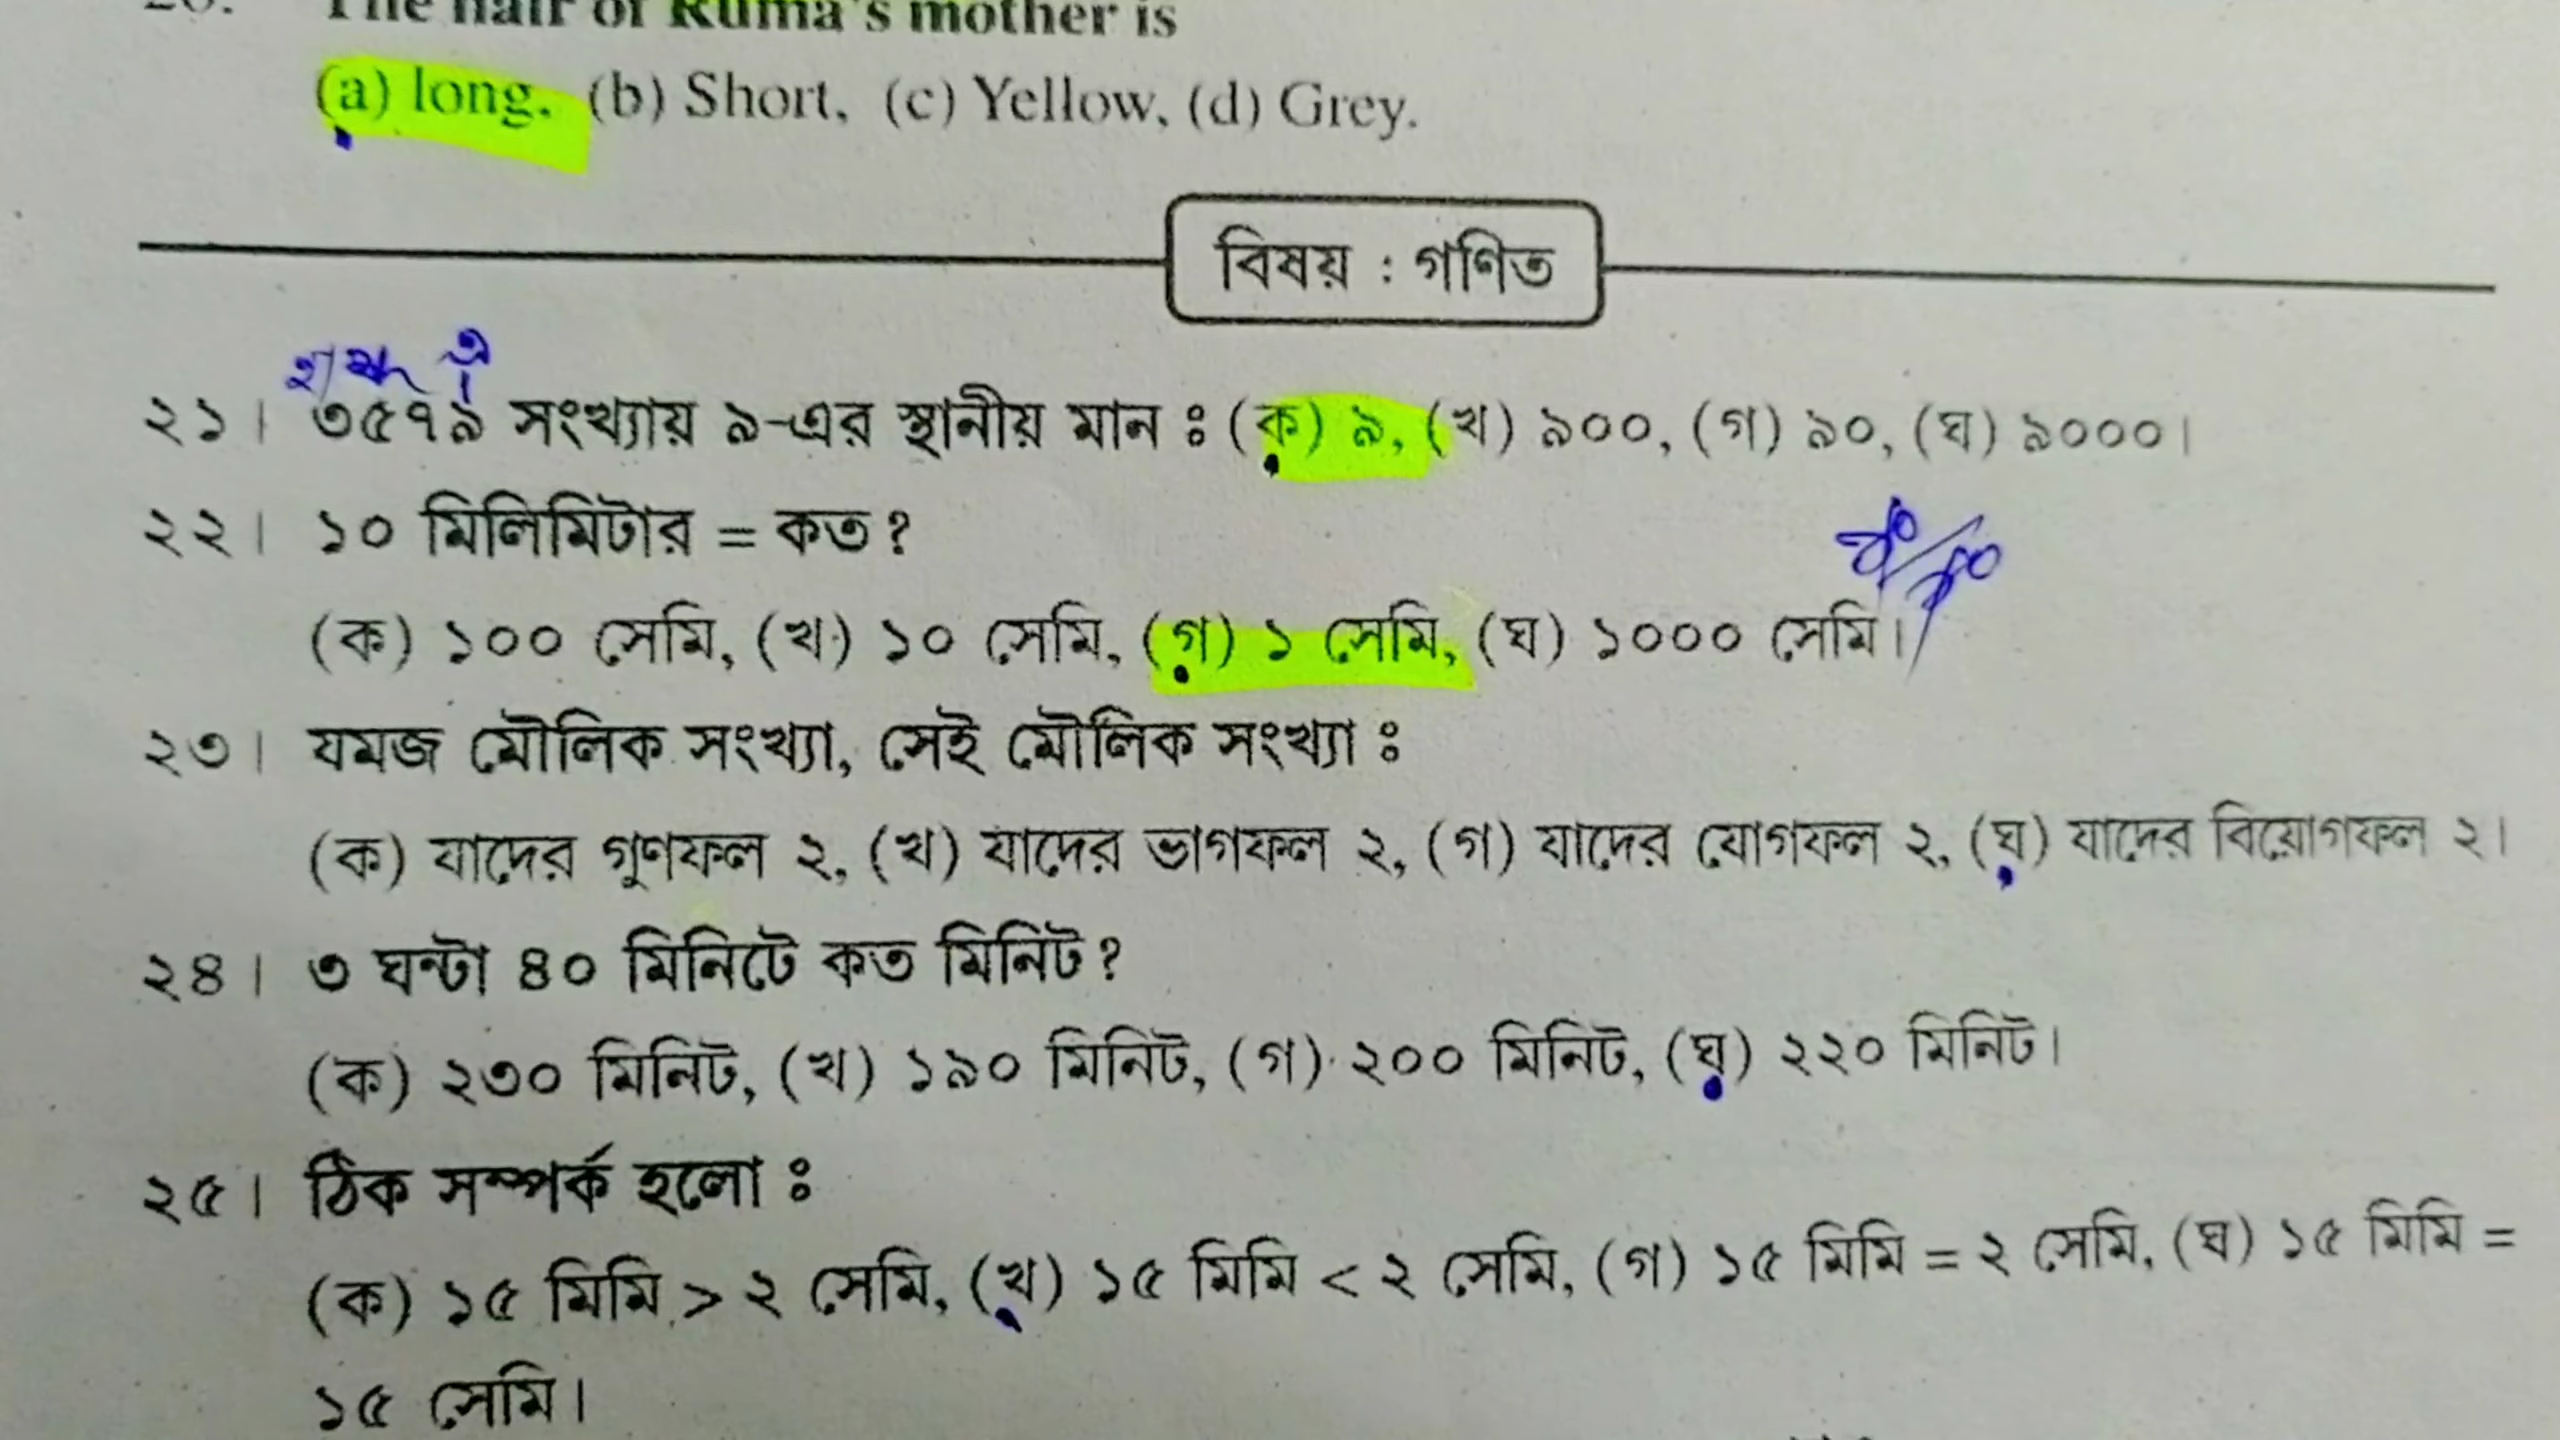 The hair of Ruma's mother is
(a) long, (b) Short, (c) Yellow, (d) Grey.
বিষয় : গণিত
২১। ৩৫৭৯ সংখ্যায় ৯-এর স্থানীয় মান ঃ (ক) ৯, (খ) ৯০০, (গ) ৯০, (ঘ) ৯০০০।
২২। ১০ মিলিমিটার = কত ?
(ক) ১০০ সেমি, (খ) ১০ সেমি, (গ) ১ সেমি, (ঘ) ১০০০ সেমি।
২৩। যমজ মৌলিক সংখ্যা, সেই মৌলিক সংখ্যা ঃ
(ক) যাদের গুণফল ২, (খ) যাদের ভাগফল ২, (গ) যাদের যোগফল ২, (ঘ) যাদের বিয়োগফল ২।
২৪। ৩ ঘন্টা ৪০ মিনিটে কত মিনিট ?
(ক) ২৩০ মিনিট, (খ) ১৯০ মিনিট, (গ) ২০০ মিনিট, (ঘ) ২২০ মিনিট।
২৫। ঠিক সম্পর্ক হলো ঃ
(ক) ১৫ মিমি > ২ সেমি, (খ) ১৫ মিমি < ২ সেমি, (গ) ১৫ মিমি = ২ সেমি, (ঘ) ১৫ মিমি =
১৫ সেমি।